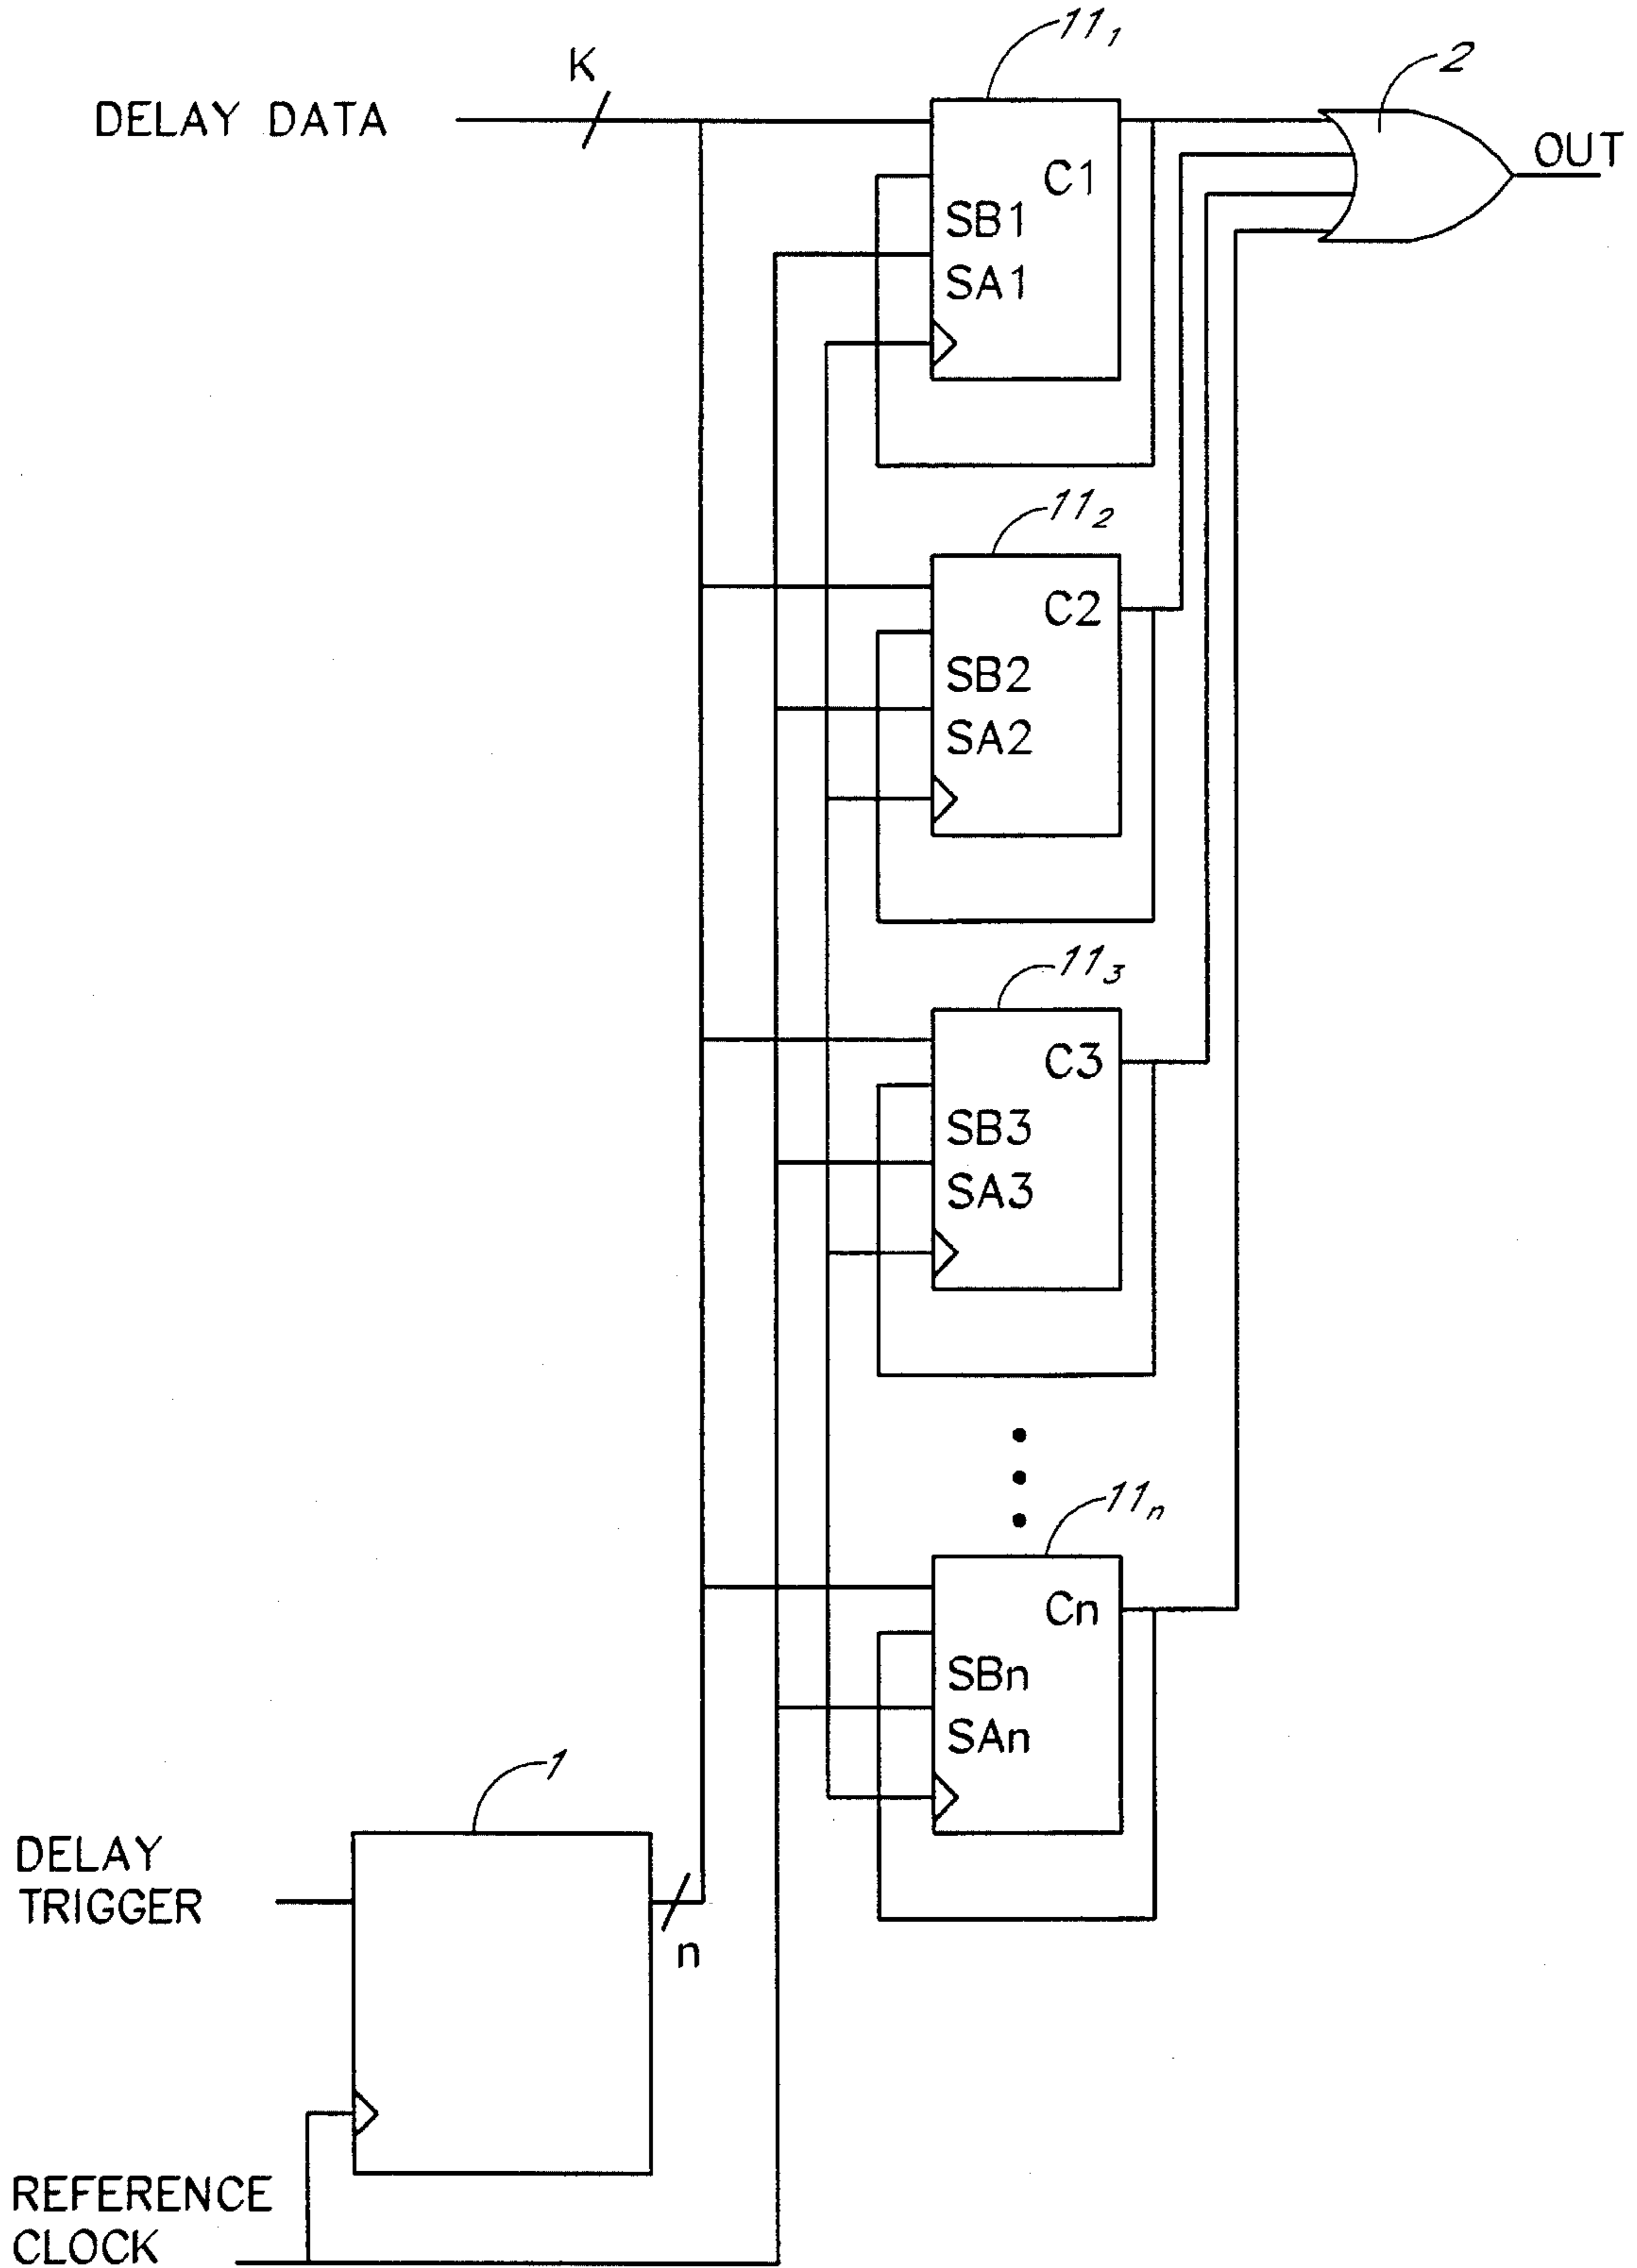 11₁
2
K
DELAY DATA
OUT
C1
SB1
SA1
11₂
C2
SB2
SA2
11₃
C3
SB3
SA3
11ₙ
Cn
SBn
SAn
1
DELAY
TRIGGER
n
REFERENCE
CLOCK